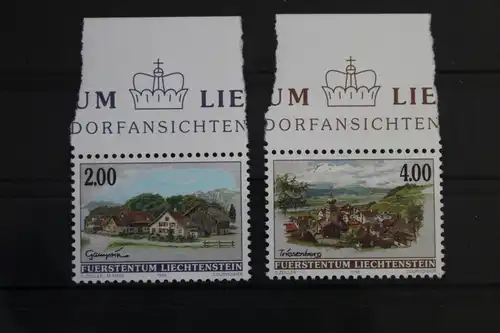 UM LIE
DORFANSICHTEN
2.00
Gamprin
FUERSTENTUM LIECHTENSTEIN
UM LIE
DORFANSICHTEN
4.00
Triesenberg
FUERSTENTUM LIECHTENSTEIN